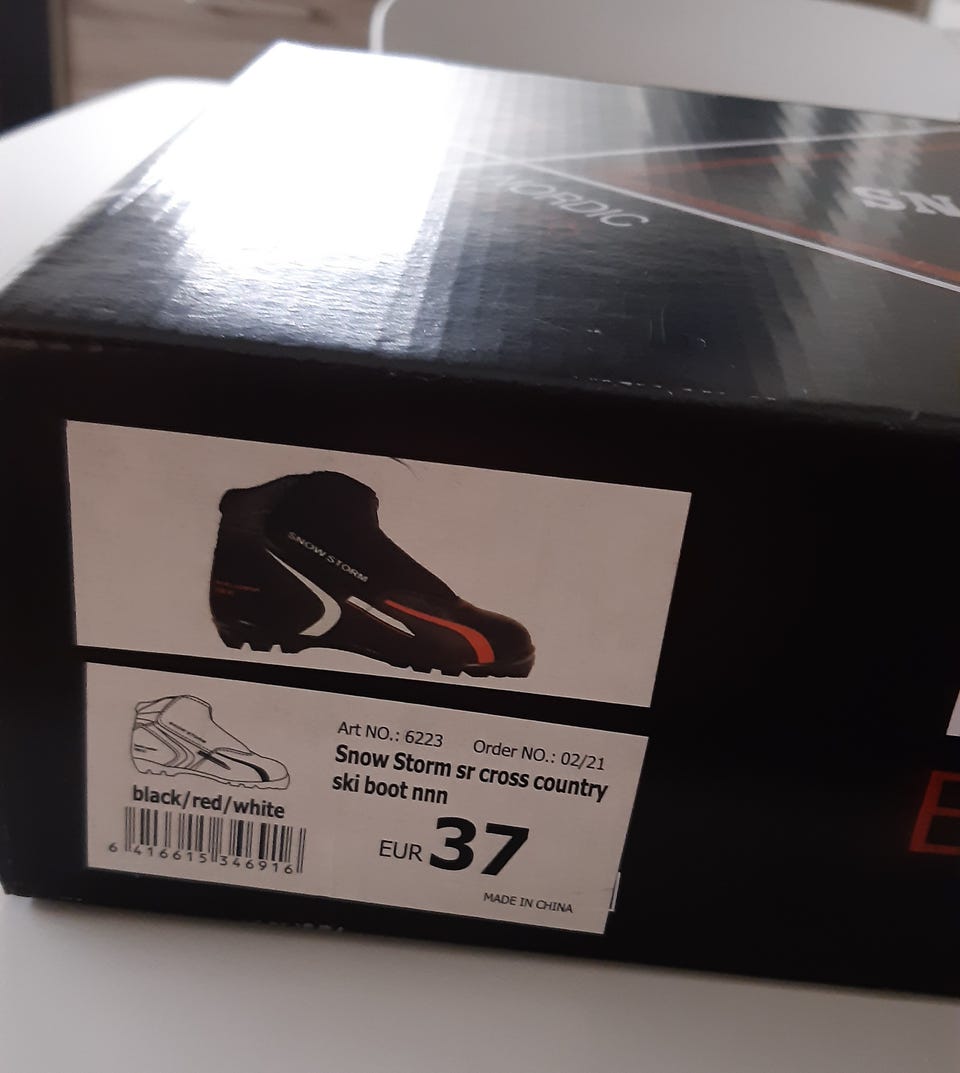 NORDIC
SN
SNOW STORM
Art NO.: 6223 Order NO.: 02/21
Snow Storm sr cross country
ski boot nnn
black/red/white
6 416615 346916
EUR 37
MADE IN CHINA
E